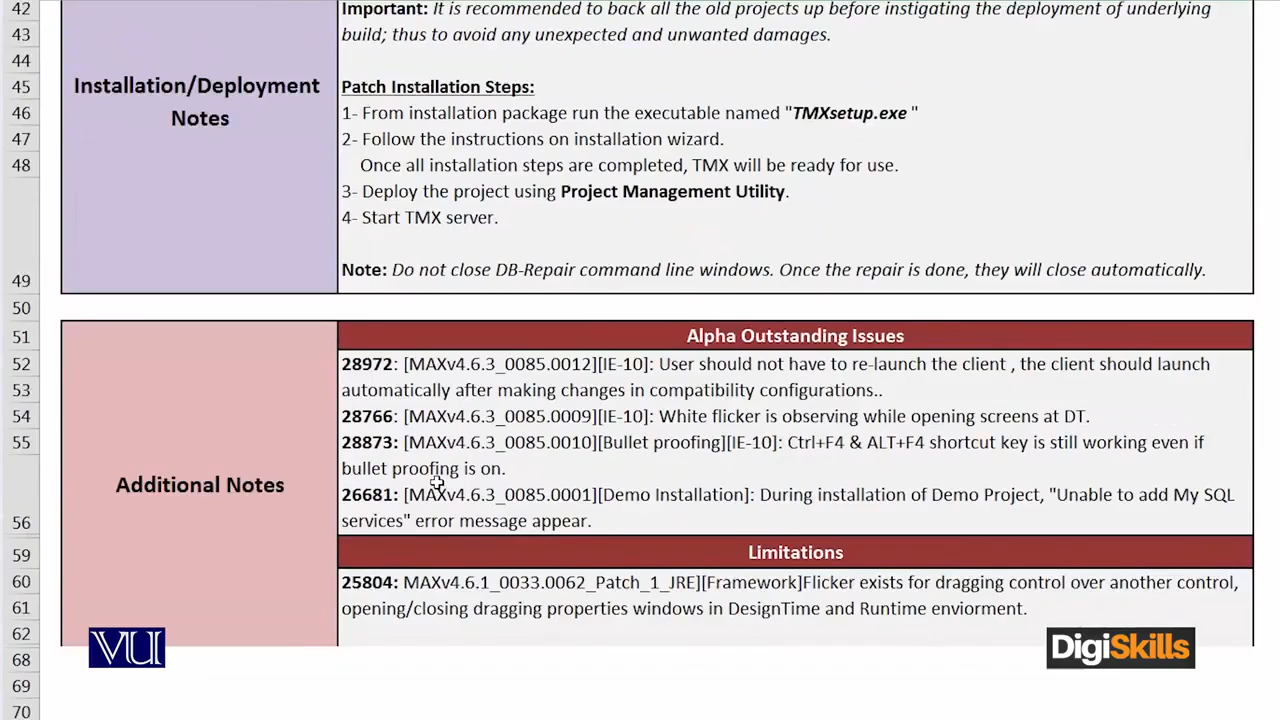 42
Important: It is recommended to back all the old projects up before instigating the deployment of underlying
43
build; thus to avoid any unexpected and unwanted damages.
44
Installation/Deployment
Notes
45
Patch Installation Steps:
46
1- From installation package run the executable named "TMXsetup.exe "
47
2- Follow the instructions on installation wizard.
48
Once all installation steps are completed, TMX will be ready for use.
3- Deploy the project using Project Management Utility.
4- Start TMX server.
49
Note: Do not close DB-Repair command line windows. Once the repair is done, they will close automatically.
50
51
Alpha Outstanding Issues
Additional Notes
52
28972: [MAXv4.6.3_0085.0012][IE-10]: User should not have to re-launch the client , the client should launch
53
automatically after making changes in compatibility configurations..
54
28766: [MAXv4.6.3_0085.0009][IE-10]: White flicker is observing while opening screens at DT.
55
28873: [MAXv4.6.3_0085.0010][Bullet proofing][IE-10]: Ctrl+F4 & ALT+F4 shortcut key is still working even if
bullet proofing is on.
26681: [MAXv4.6.3_0085.0001][Demo Installation]: During installation of Demo Project, "Unable to add My SQL
56
services" error message appear.
59
Limitations
60
25804: MAXv4.6.1_0033.0062_Patch_1_JRE][Framework]Flicker exists for dragging control over another control,
61
opening/closing dragging properties windows in DesignTime and Runtime enviorment.
62
VU
DigiSkills
68
69
70